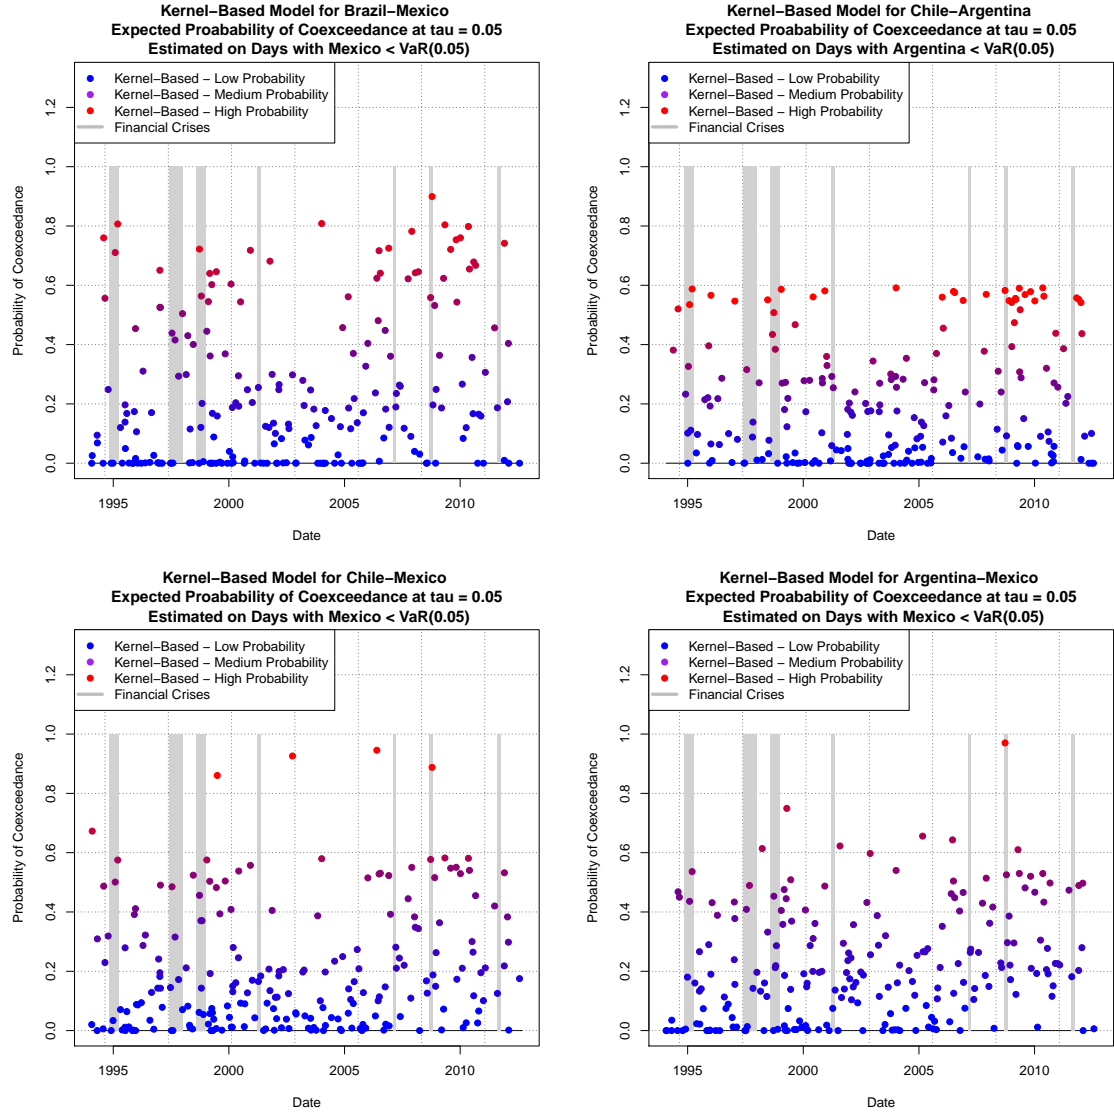 Kernel−Based Model for Brazil−Mexico
Expected Proabability of Coexceedance at tau = 0.05
Estimated on Days with Mexico < VaR(0.05)
Kernel−Based − Low Probability
Kernel−Based − Medium Probability
Kernel−Based − High Probability
Financial Crises
Probability of Coexceedance
0.0 0.2 0.4 0.6 0.8 1.0 1.2
1995 2000 2005 2010
Date
Kernel−Based Model for Chile−Argentina
Expected Proabability of Coexceedance at tau = 0.05
Estimated on Days with Argentina < VaR(0.05)
Kernel−Based − Low Probability
Kernel−Based − Medium Probability
Kernel−Based − High Probability
Financial Crises
Probability of Coexceedance
0.0 0.2 0.4 0.6 0.8 1.0 1.2
1995 2000 2005 2010
Date
Kernel−Based Model for Chile−Mexico
Expected Proabability of Coexceedance at tau = 0.05
Estimated on Days with Mexico < VaR(0.05)
Kernel−Based − Low Probability
Kernel−Based − Medium Probability
Kernel−Based − High Probability
Financial Crises
Probability of Coexceedance
0.0 0.2 0.4 0.6 0.8 1.0 1.2
1995 2000 2005 2010
Date
Kernel−Based Model for Argentina−Mexico
Expected Proabability of Coexceedance at tau = 0.05
Estimated on Days with Mexico < VaR(0.05)
Kernel−Based − Low Probability
Kernel−Based − Medium Probability
Kernel−Based − High Probability
Financial Crises
Probability of Coexceedance
0.0 0.2 0.4 0.6 0.8 1.0 1.2
1995 2000 2005 2010
Date